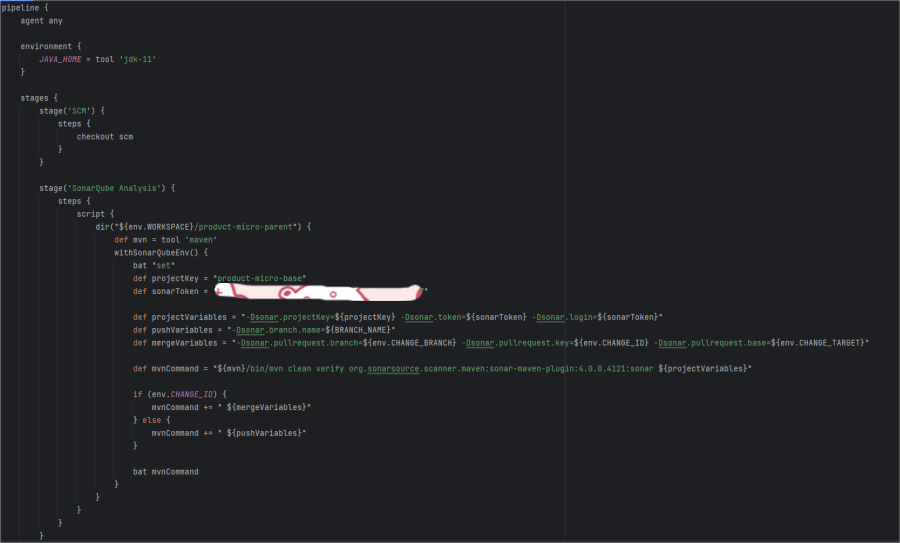 pipeline {
    agent any

    environment {
        JAVA_HOME = tool 'jdk-11'
    }

    stages {
        stage('SCM') {
            steps {
                checkout scm
            }
        }

        stage('SonarQube Analysis') {
            steps {
                script {
                    dir("${env.WORKSPACE}/product-micro-parent") {
                        def mvn = tool 'maven'
                        withSonarQubeEnv() {
                            bat "set"
                            def projectKey = "product-micro-base"
                            def sonarToken = "

                            def projectVariables = "-Dsonar.projectKey=${projectKey} -Dsonar.token=${sonarToken} -Dsonar.login=${sonarToken}"
                            def pushVariables = "-Dsonar.branch.name=${BRANCH_NAME}"
                            def mergeVariables = "-Dsonar.pullrequest.branch=${env.CHANGE_BRANCH} -Dsonar.pullrequest.key=${env.CHANGE_ID} -Dsonar.pullrequest.base=${env.CHANGE_TARGET}"

                            def mvnCommand = "${mvn}/bin/mvn clean verify org.sonarsource.scanner.maven:sonar-maven-plugin:4.0.0.4121:sonar ${projectVariables}"

                            if (env.CHANGE_ID) {
                                mvnCommand += " ${mergeVariables}"
                            } else {
                                mvnCommand += " ${pushVariables}"
                            }

                            bat mvnCommand
                        }
                    }
                }
            }
        }